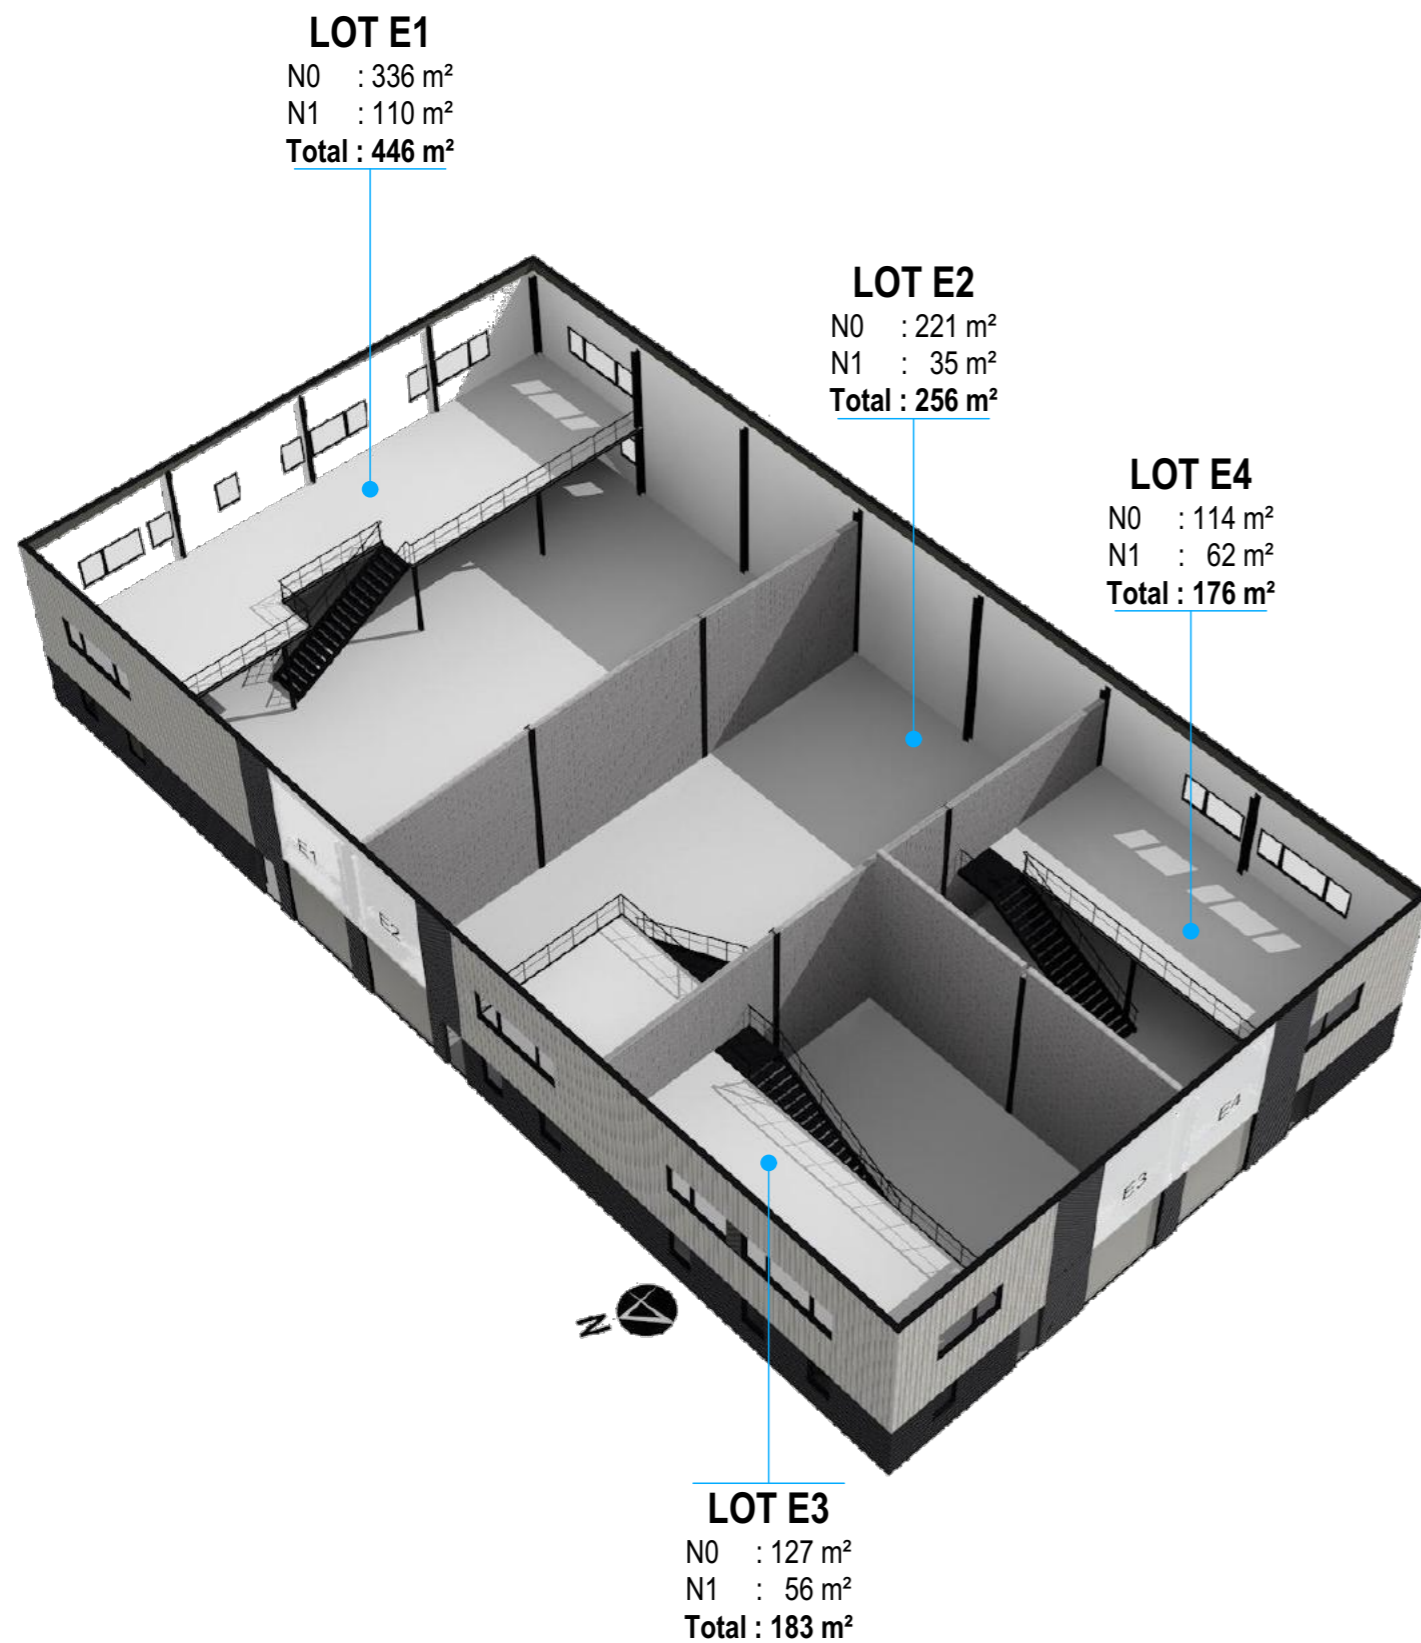 LOT E1
N0 : 336 m²
N1 : 110 m²
Total : 446 m²
LOT E2
N0 : 221 m²
N1 : 35 m²
Total : 256 m²
LOT E4
N0 : 114 m²
N1 : 62 m²
Total : 176 m²
E1
E2
E4
E3
N
LOT E3
N0 : 127 m²
N1 : 56 m²
Total : 183 m²